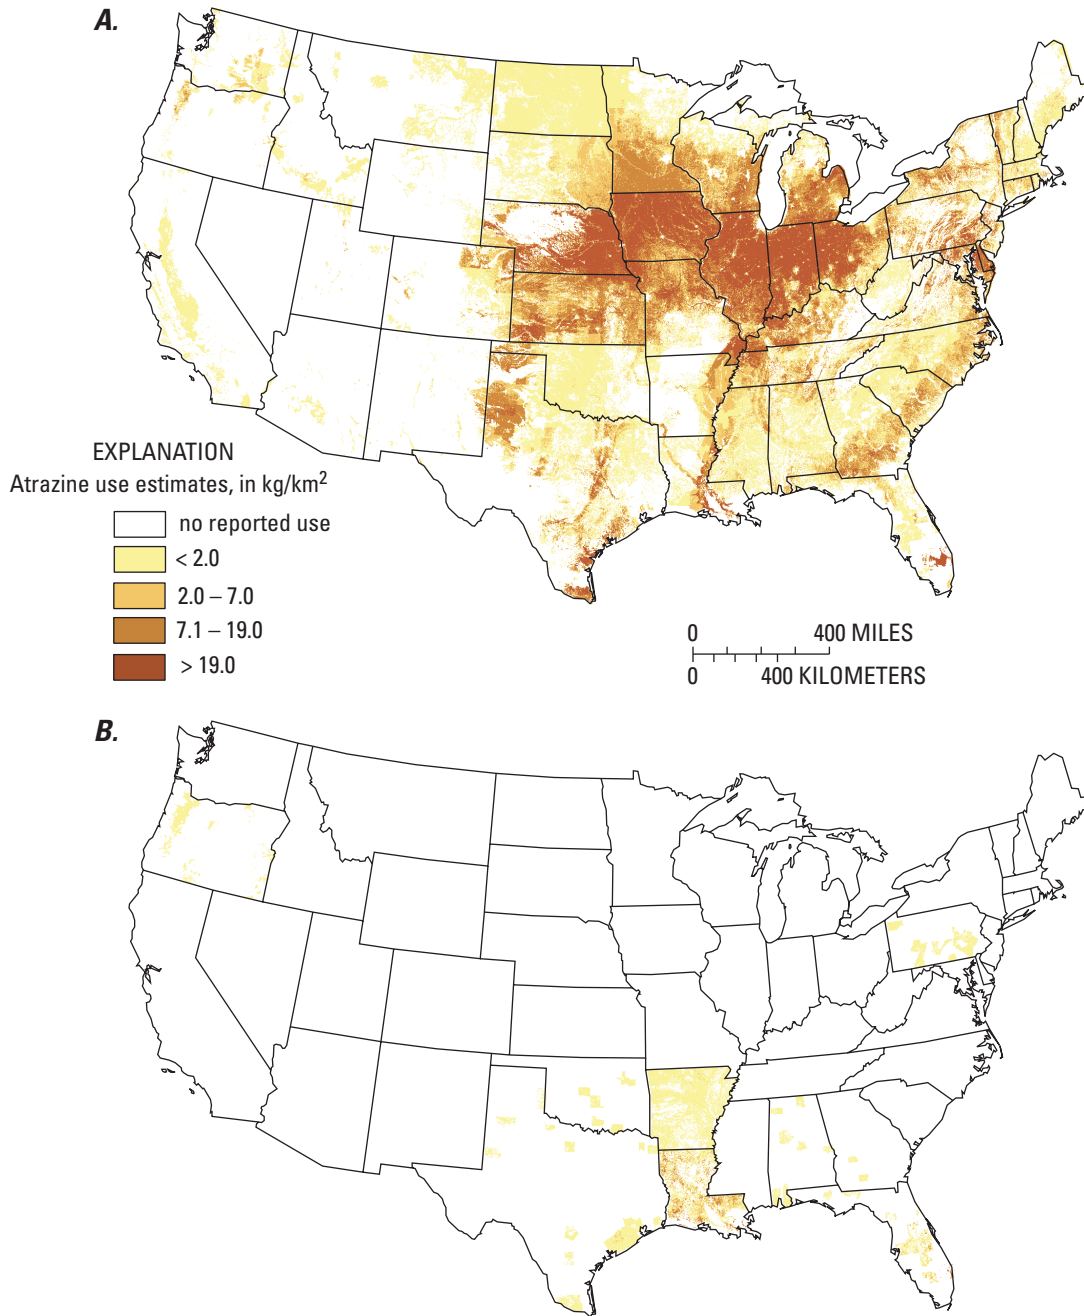 A.
EXPLANATION
Atrazine use estimates, in kg/km²
no reported use
< 2.0
2.0 – 7.0
7.1 – 19.0
> 19.0
0 400 MILES
0 400 KILOMETERS
B.